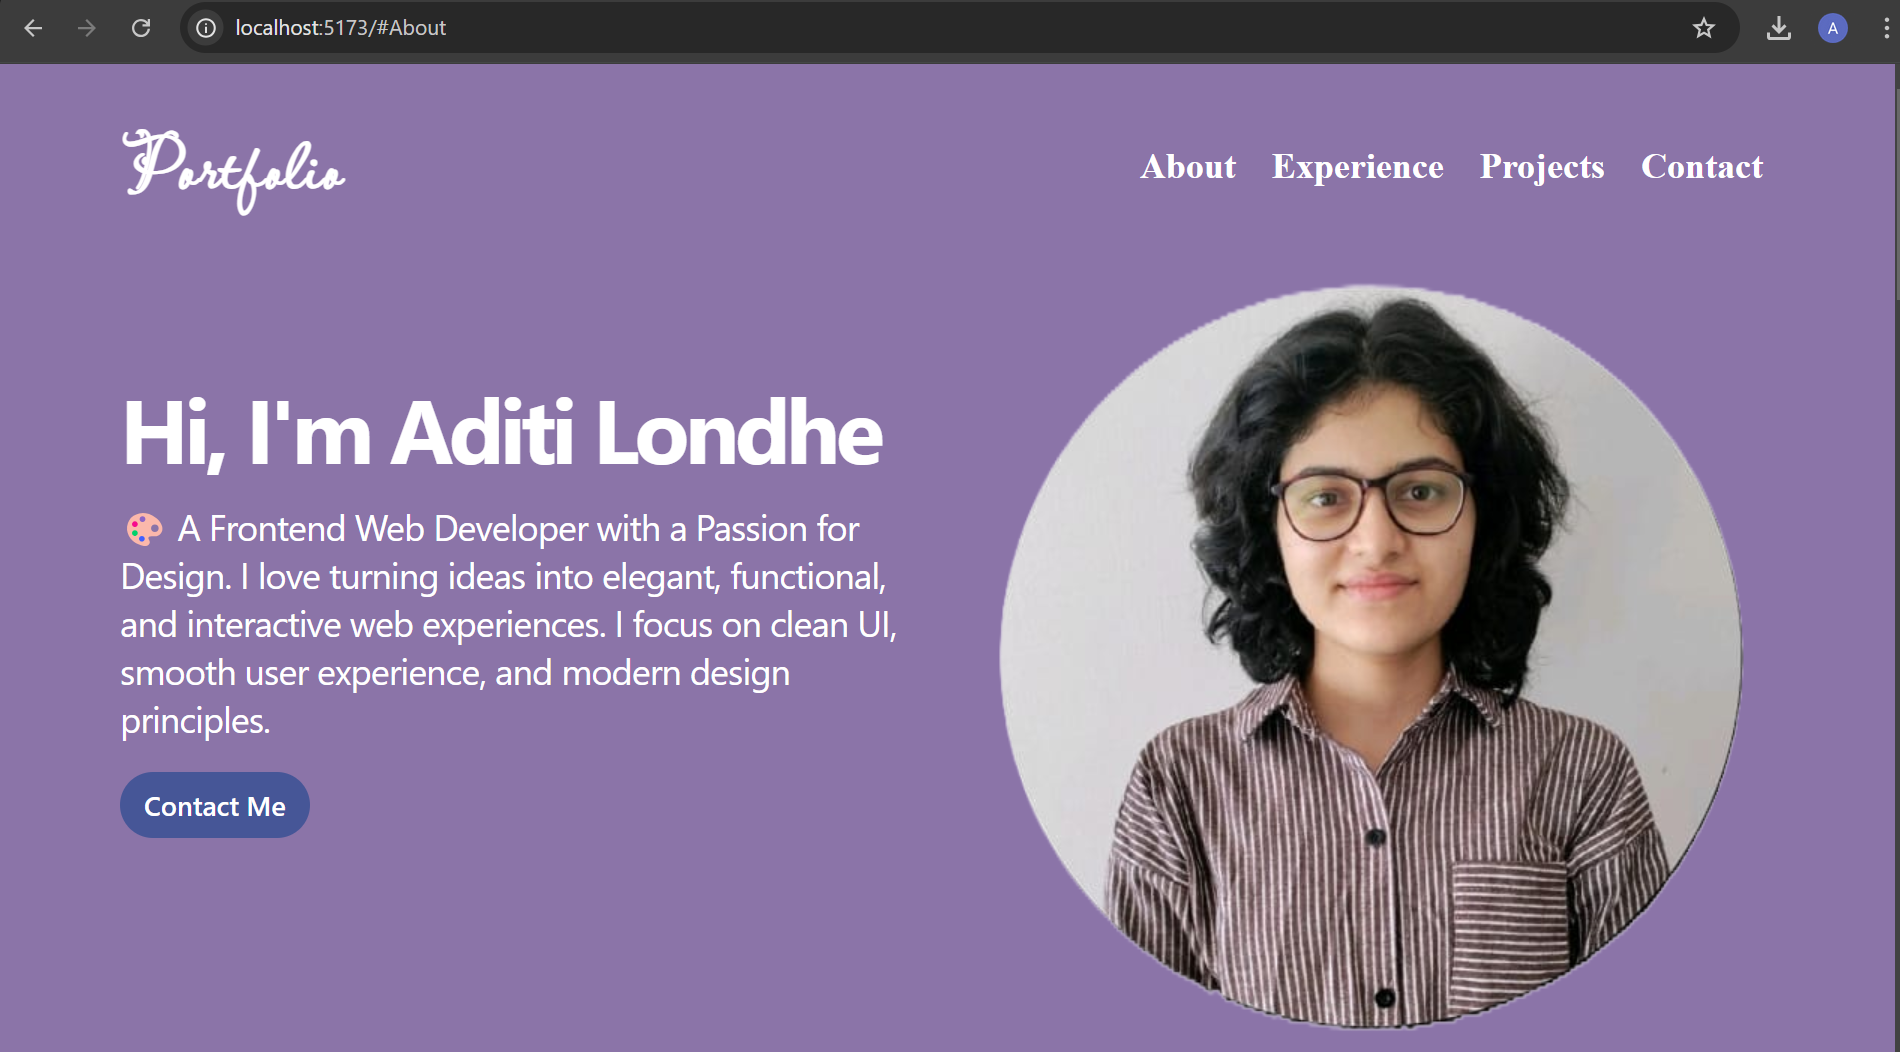 localhost:5173/#About
A
Portfolio
About Experience Projects Contact
Hi, I'm Aditi Londhe
🎨 A Frontend Web Developer with a Passion for
Design. I love turning ideas into elegant, functional,
and interactive web experiences. I focus on clean UI,
smooth user experience, and modern design
principles.
Contact Me